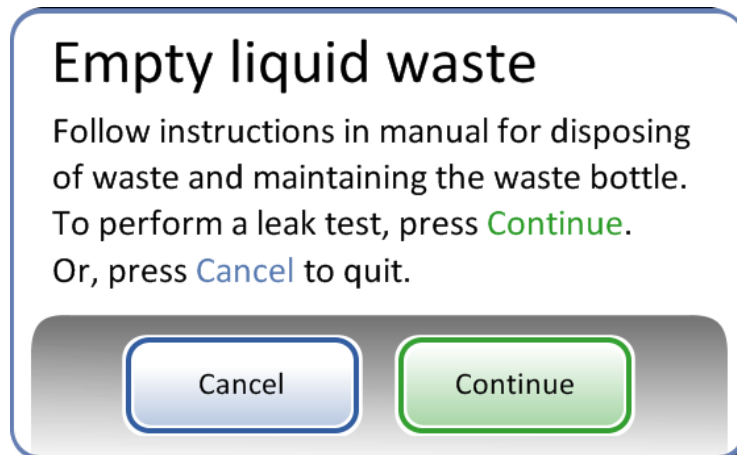 Empty liquid waste
Follow instructions in manual for disposing
of waste and maintaining the waste bottle.
To perform a leak test, press Continue.
Or, press Cancel to quit.
Cancel
Continue